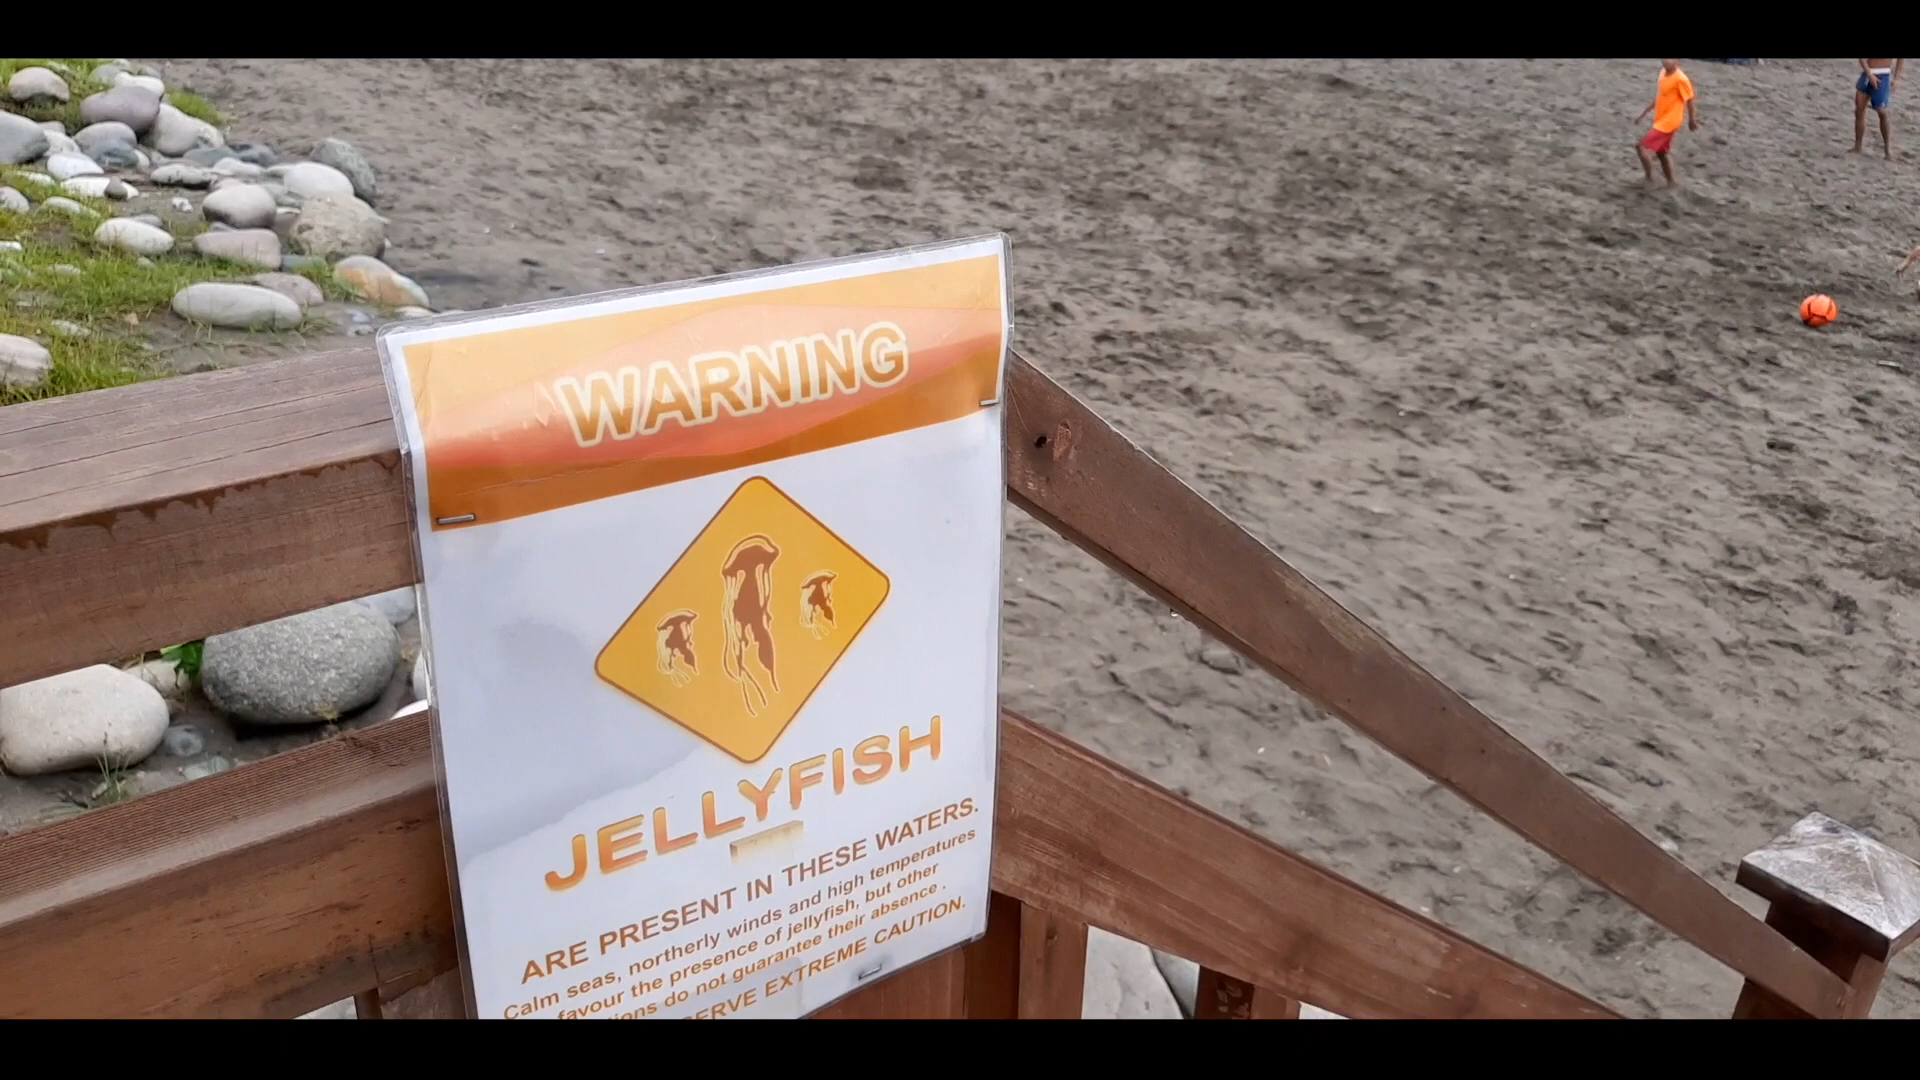 WARNING
JELLYFISH
ARE PRESENT IN THESE WATERS.
Calm seas, northerly winds and high temperatures
favour the presence of jellyfish, but other
do not guarantee their absence .
EXTREME CAUTION.